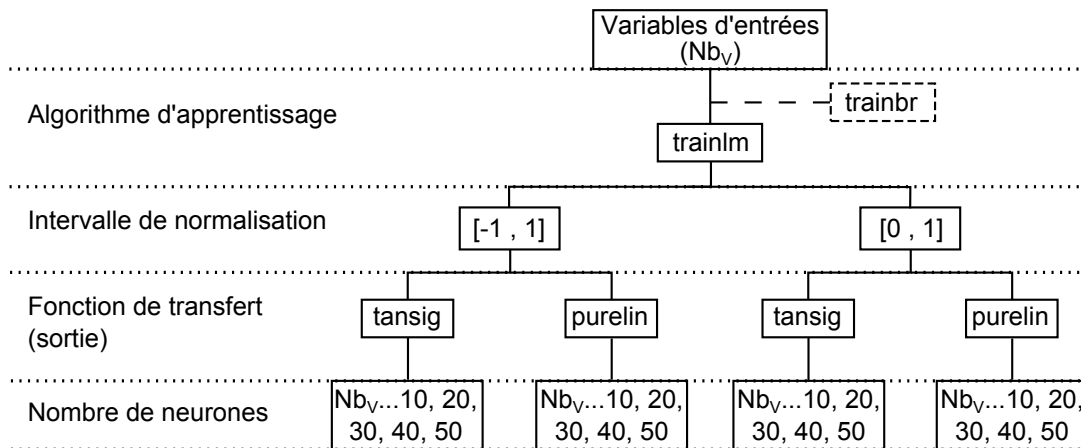 Variables d'entrées
(Nbv)
Algorithme d'apprentissage
trainbr
trainlm
Intervalle de normalisation
[-1 , 1]
[0 , 1]
Fonction de transfert
(sortie)
tansig
purelin
tansig
purelin
Nombre de neurones
Nbv...10, 20,
30, 40, 50
Nbv...10, 20,
30, 40, 50
Nbv...10, 20,
30, 40, 50
Nbv...10, 20,
30, 40, 50